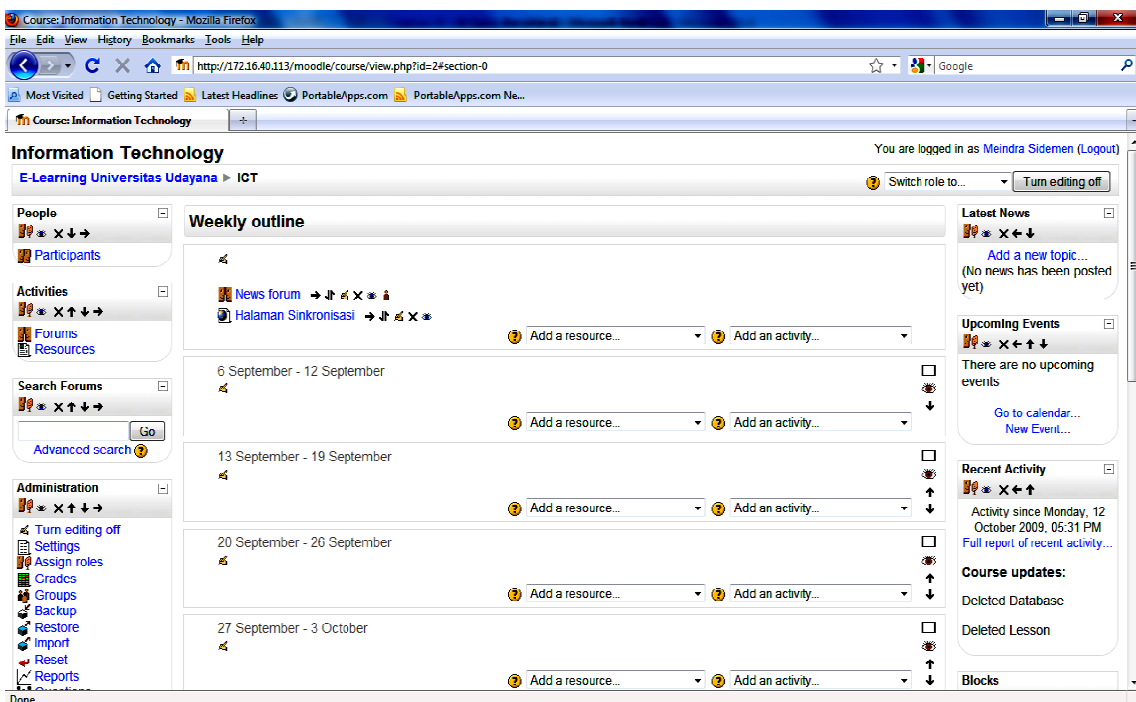 Course: Information Technology - Mozilla Firefox
File Edit View History Bookmarks Tools Help
http://172.16.40.113/moodle/course/view.php?id=2#section-0
Google
Most Visited Getting Started Latest Headlines PortableApps.com PortableApps.com Ne...
Course: Information Technology
Information Technology
You are logged in as Meindra Sidemen (Logout)
E-Learning Universitas Udayana ► ICT
Switch role to...
Turn editing off
People
Participants
Activities
Forums
Resources
Search Forums
Go
Advanced search
Administration
Turn editing off
Settings
Assign roles
Grades
Groups
Backup
Restore
Import
Reset
Reports
Questions
Weekly outline
News forum
Halaman Sinkronisasi
Add a resource... Add an activity...
6 September - 12 September
Add a resource... Add an activity...
13 September - 19 September
Add a resource... Add an activity...
20 September - 26 September
Add a resource... Add an activity...
27 September - 3 October
Add a resource... Add an activity...
Latest News
Add a new topic...
(No news has been posted
yet)
Upcoming Events
There are no upcoming
events
Go to calendar...
New Event...
Recent Activity
Activity since Monday, 12
October 2009, 05:31 PM
Full report of recent activity...
Course updates:
Deleted Database
Deleted Lesson
Blocks
Done